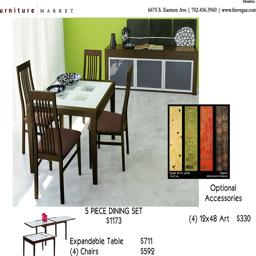 urniture MARKET
6675 S. Eastern Ave | 702.436.5960 | www.fmvegas.com
Optional
Accessories
(4) 12x48 Art $330
5 PIECE DINING SET
$1173
Expandable Table $711
(4) Chairs $592